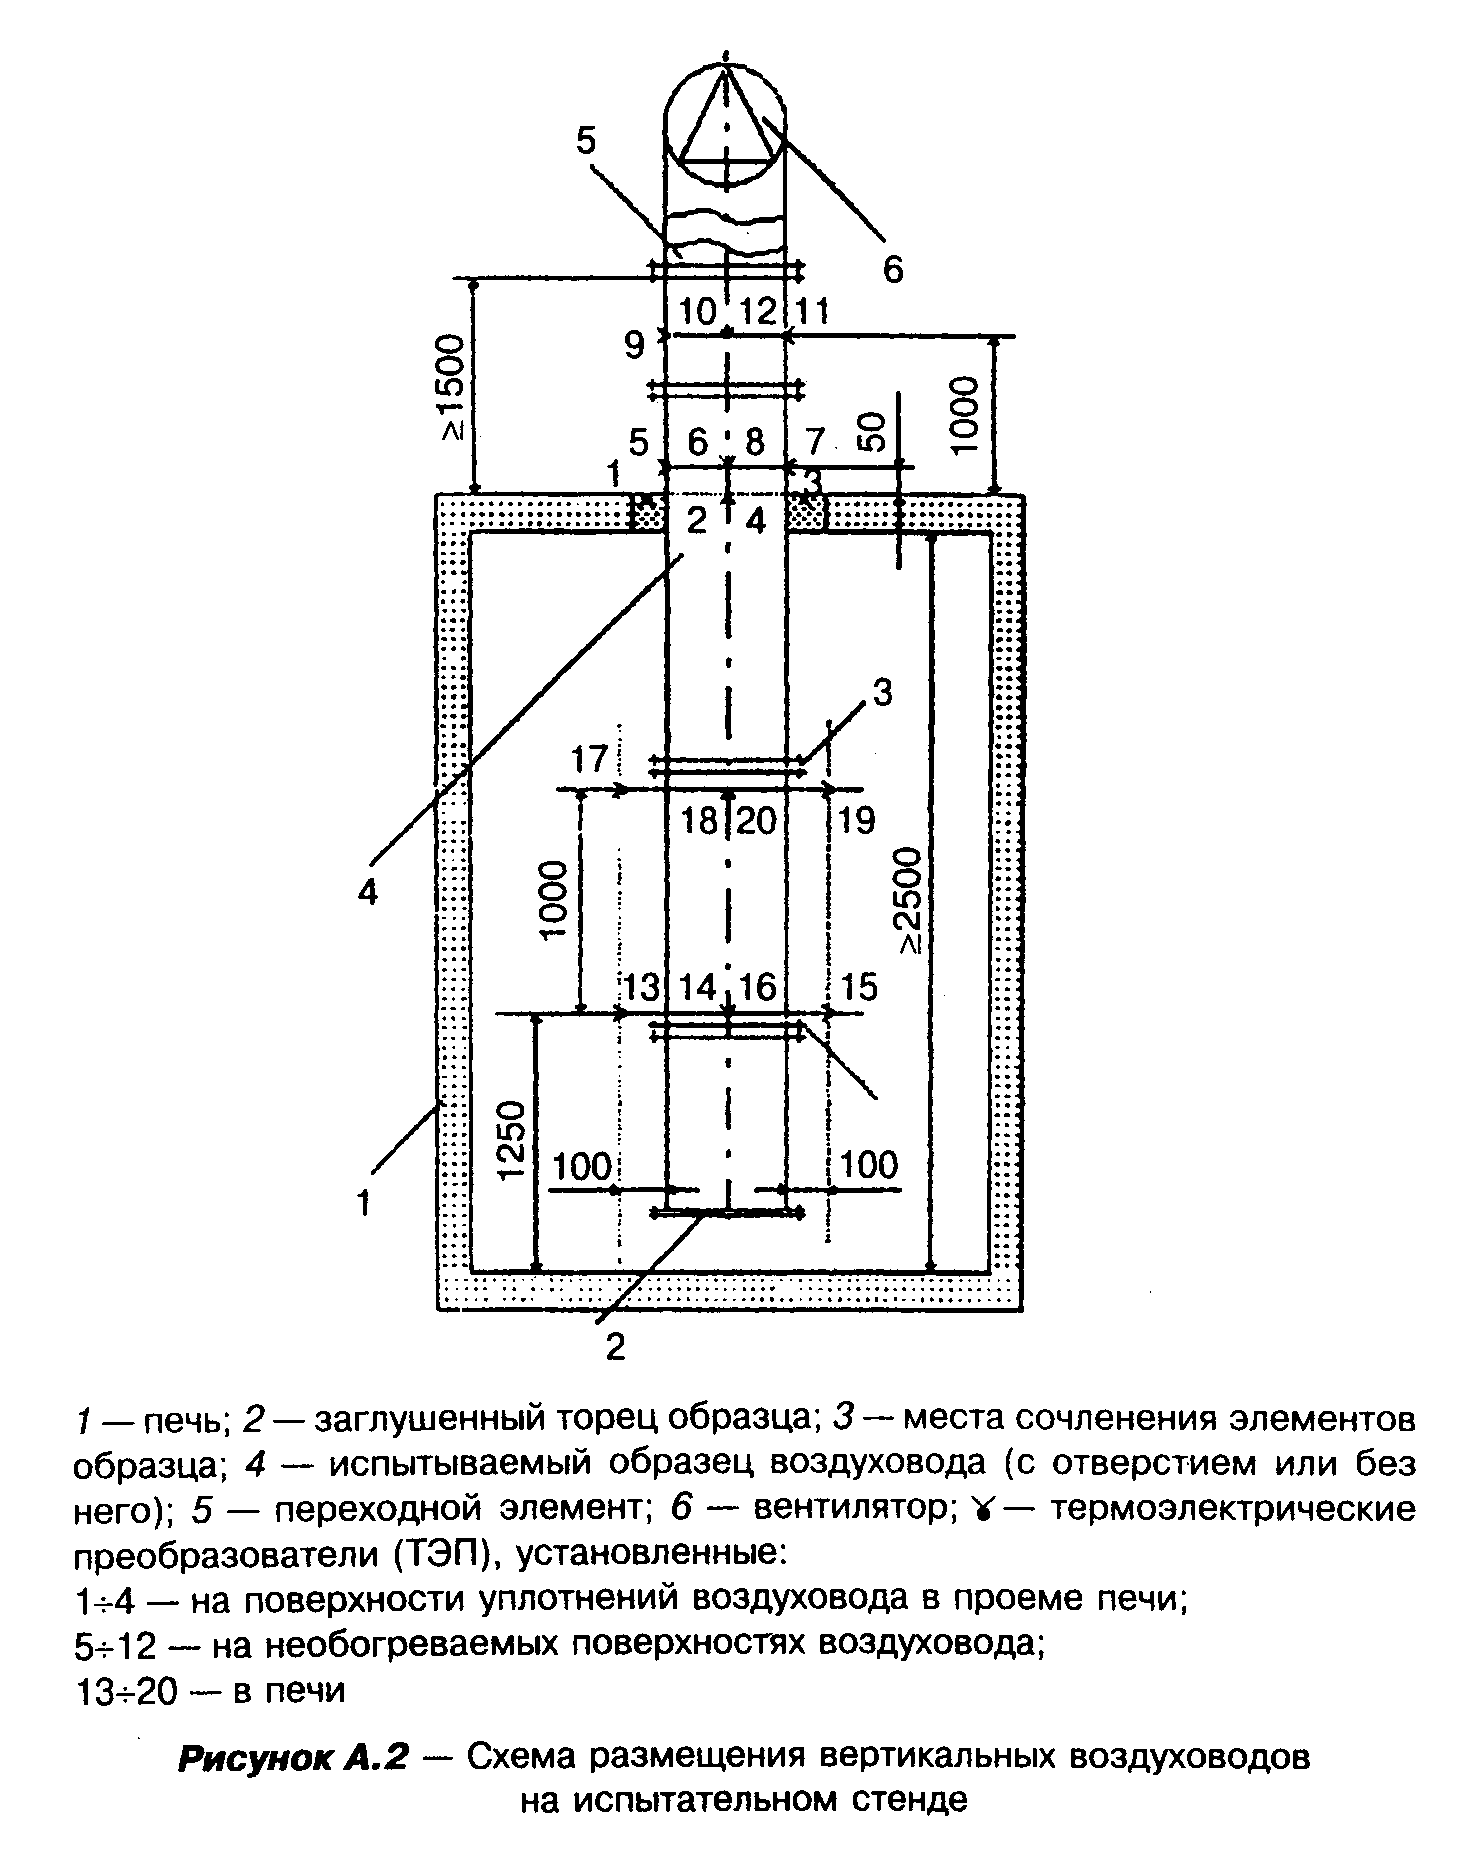 5
6
10 12 11
9
≥1500
1000
50
5 6 8 7
1 3
2 4
3
17
18 20 19
4
1000
≥2500
13 14 16 15
1250
100 100
1
2
1 — печь; 2 — заглушенный торец образца; 3 — места сочленения элементов
образца; 4 — испытываемый образец воздуховода (с отверстием или без
него); 5 — переходной элемент; 6 — вентилятор; — термоэлектрические
преобразователи (ТЭП), установленные:
1÷4 — на поверхности уплотнений воздуховода в проеме печи;
5÷12 — на необогреваемых поверхностях воздуховода;
13÷20 — в печи
Рисунок А.2 — Схема размещения вертикальных воздуховодов
на испытательном стенде